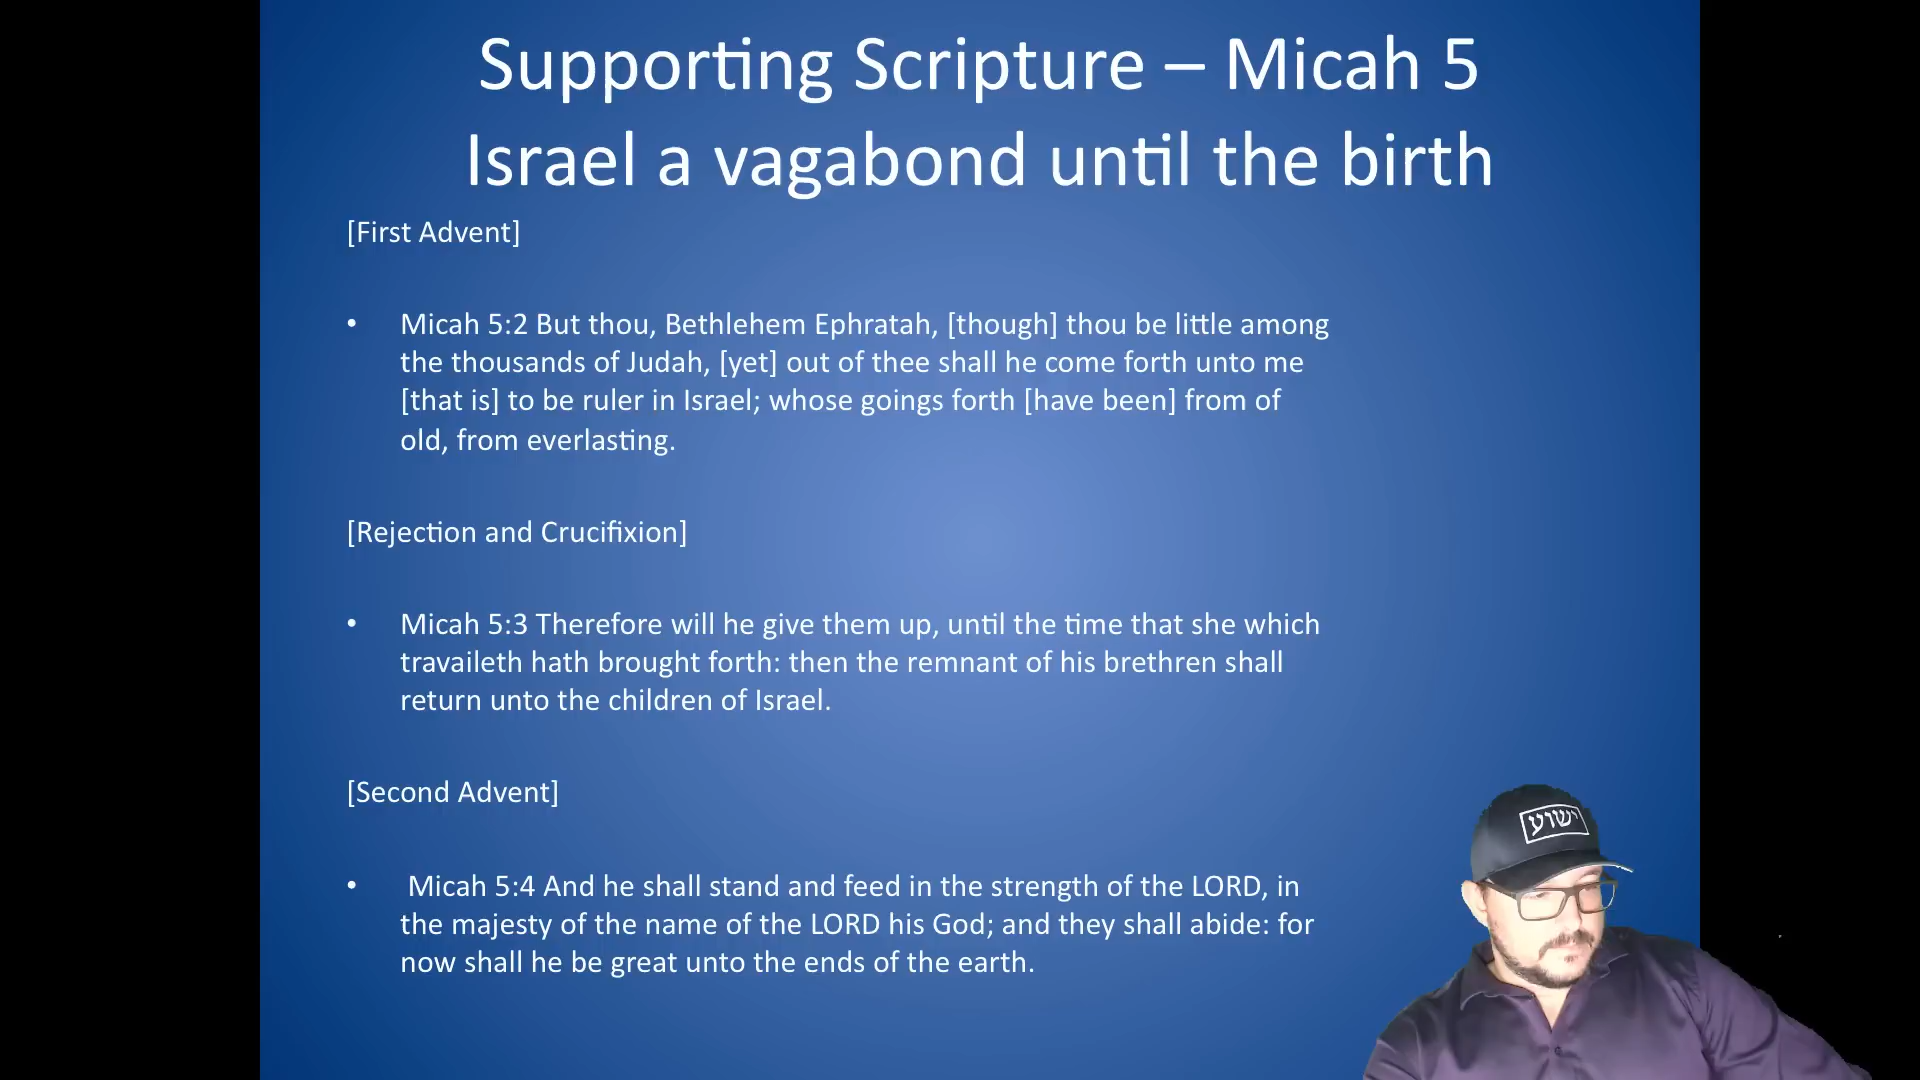 Supporting Scripture – Micah 5
Israel a vagabond until the birth
[First Advent]
• Micah 5:2 But thou, Bethlehem Ephratah, [though] thou be little among
the thousands of Judah, [yet] out of thee shall he come forth unto me
[that is] to be ruler in Israel; whose goings forth [have been] from of
old, from everlasting.
[Rejection and Crucifixion]
• Micah 5:3 Therefore will he give them up, until the time that she which
travaileth hath brought forth: then the remnant of his brethren shall
return unto the children of Israel.
[Second Advent]
• Micah 5:4 And he shall stand and feed in the strength of the LORD, in
the majesty of the name of the LORD his God; and they shall abide: for
now shall he be great unto the ends of the earth.
ישוע